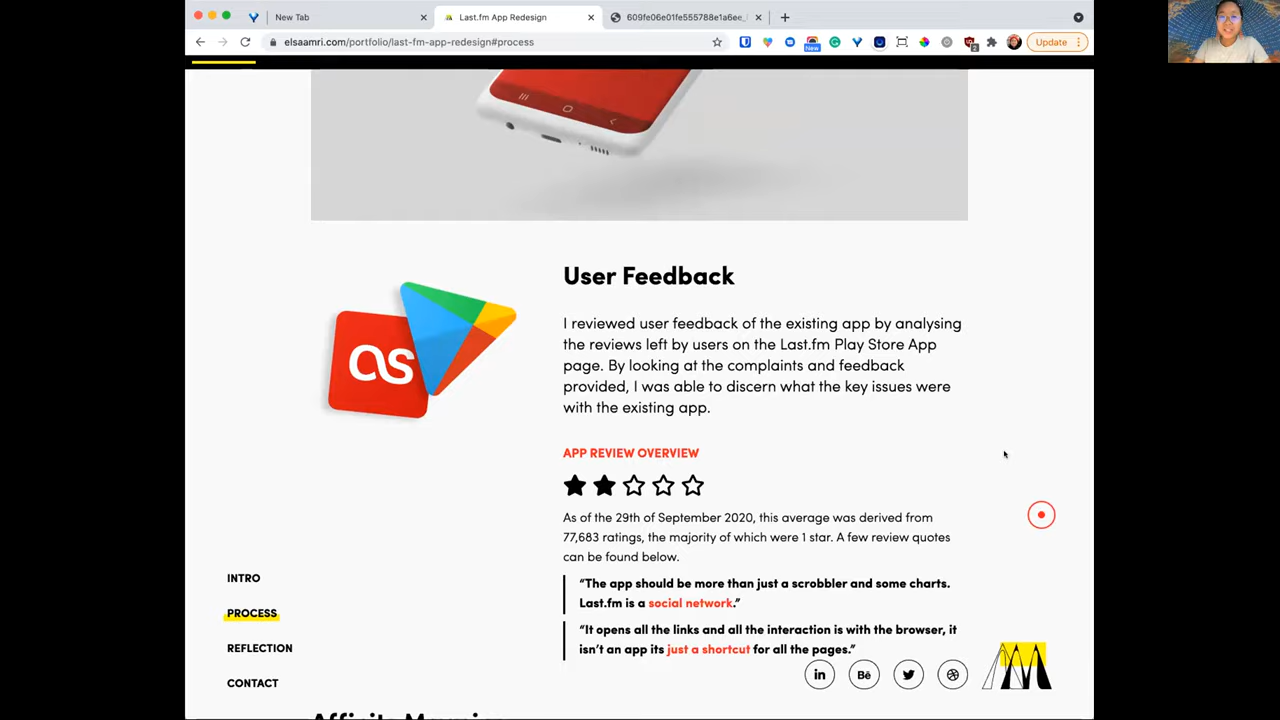 New Tab
Last.fm App Redesign
609fe06e01fe555788e1a6ee_
elsaamri.com/portfolio/last-fm-app-redesign#process
New
2
Update
User Feedback
I reviewed user feedback of the existing app by analysing
the reviews left by users on the Last.fm Play Store App
page. By looking at the complaints and feedback
provided, I was able to discern what the key issues were
with the existing app.
as
APP REVIEW OVERVIEW
As of the 29th of September 2020, this average was derived from
77,683 ratings, the majority of which were 1 star. A few review quotes
can be found below.
“The app should be more than just a scrobbler and some charts.
Last.fm is a social network.”
“It opens all the links and all the interaction is with the browser, it
isn’t an app its just a shortcut for all the pages.”
INTRO
PROCESS
REFLECTION
CONTACT
in
Bē